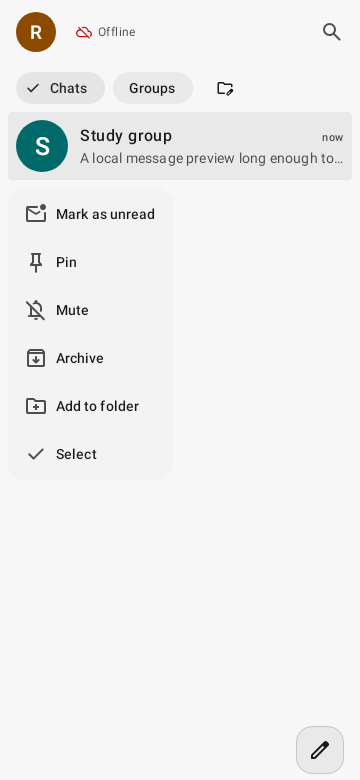 R
Offline
Chats
Groups
S
Study group
now
A local message preview long enough to…
Mark as unread
Pin
Mute
Archive
Add to folder
Select